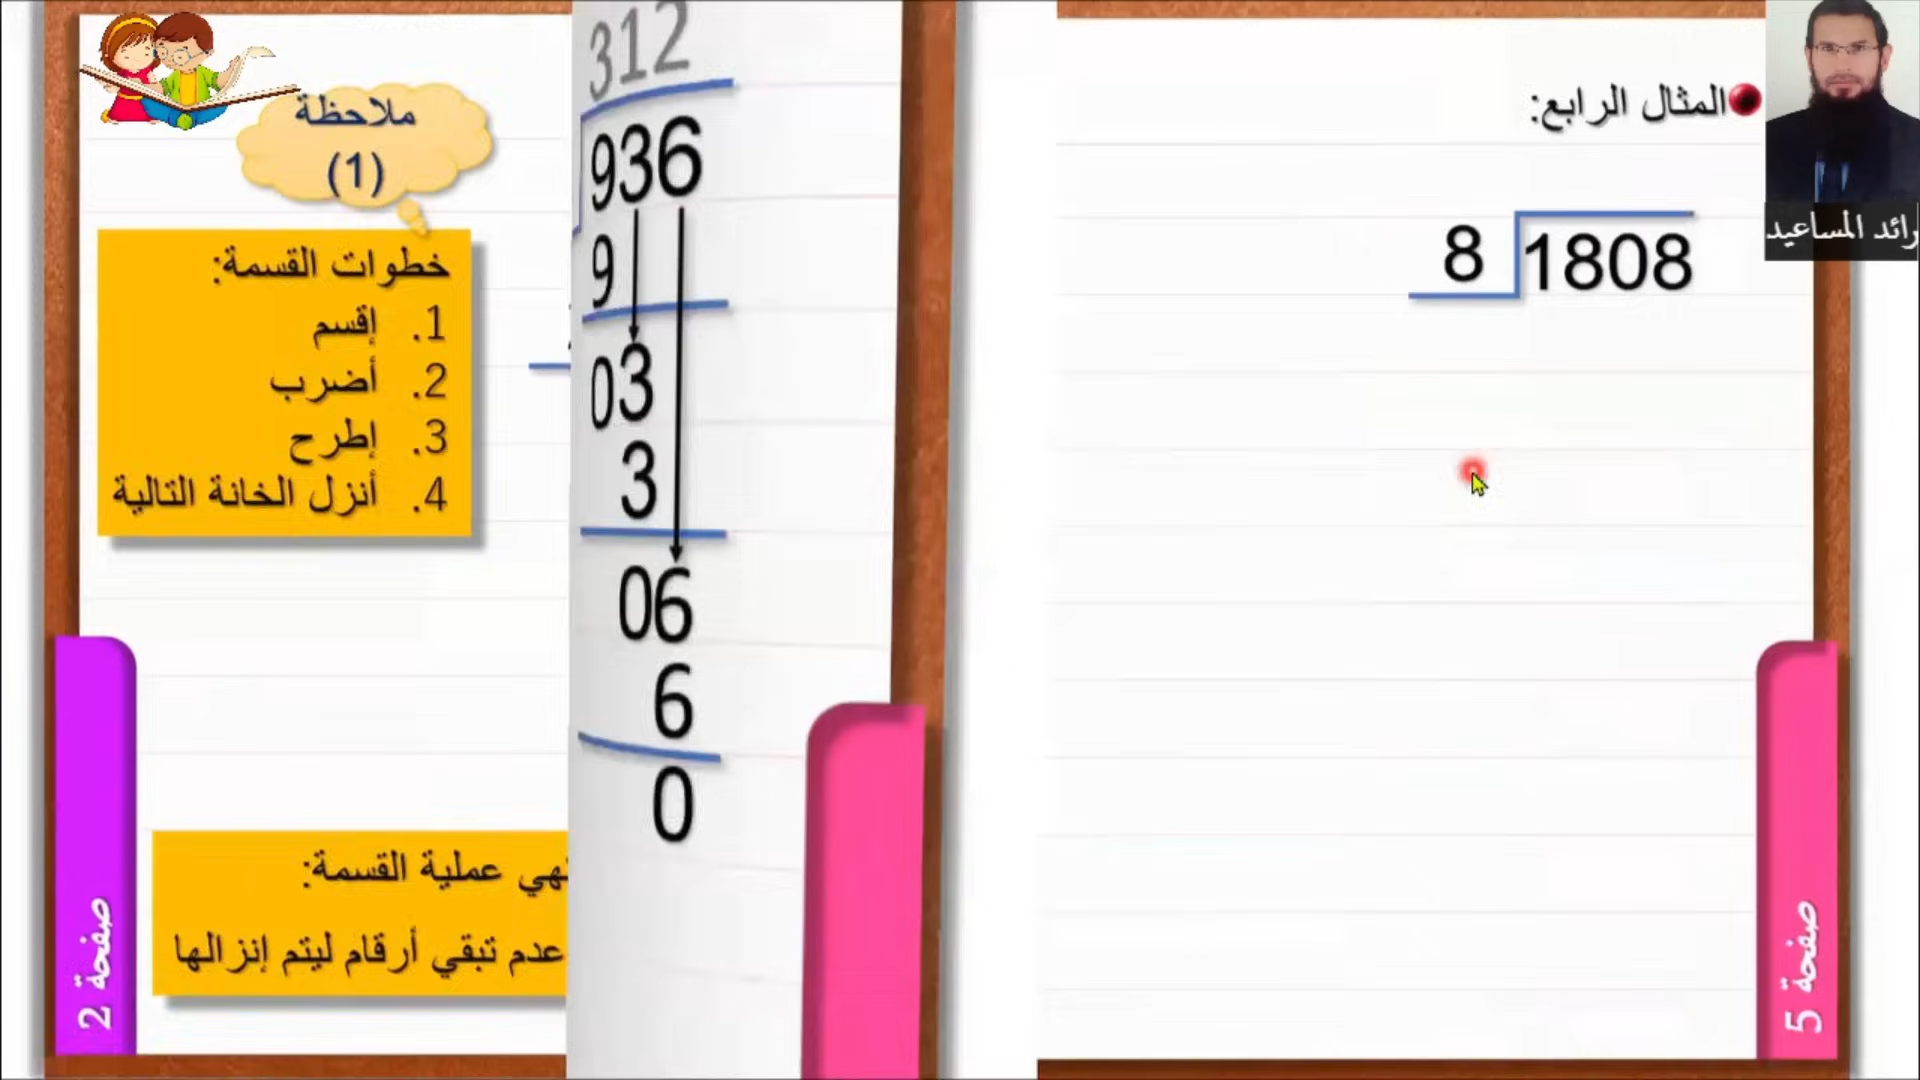 ملاحظة
(1)
خطوات القسمة:
1. إقسم
2. أضرب
3. إطرح
4. أنزل الخانة التالية
عملية القسمة:
عدم تبقي أرقام ليتم إنزالها
صفحة 2
312
936
9
03
3
06
6
0
المثال الرابع:
8 1808
رائد المساعيد
صفحة 5